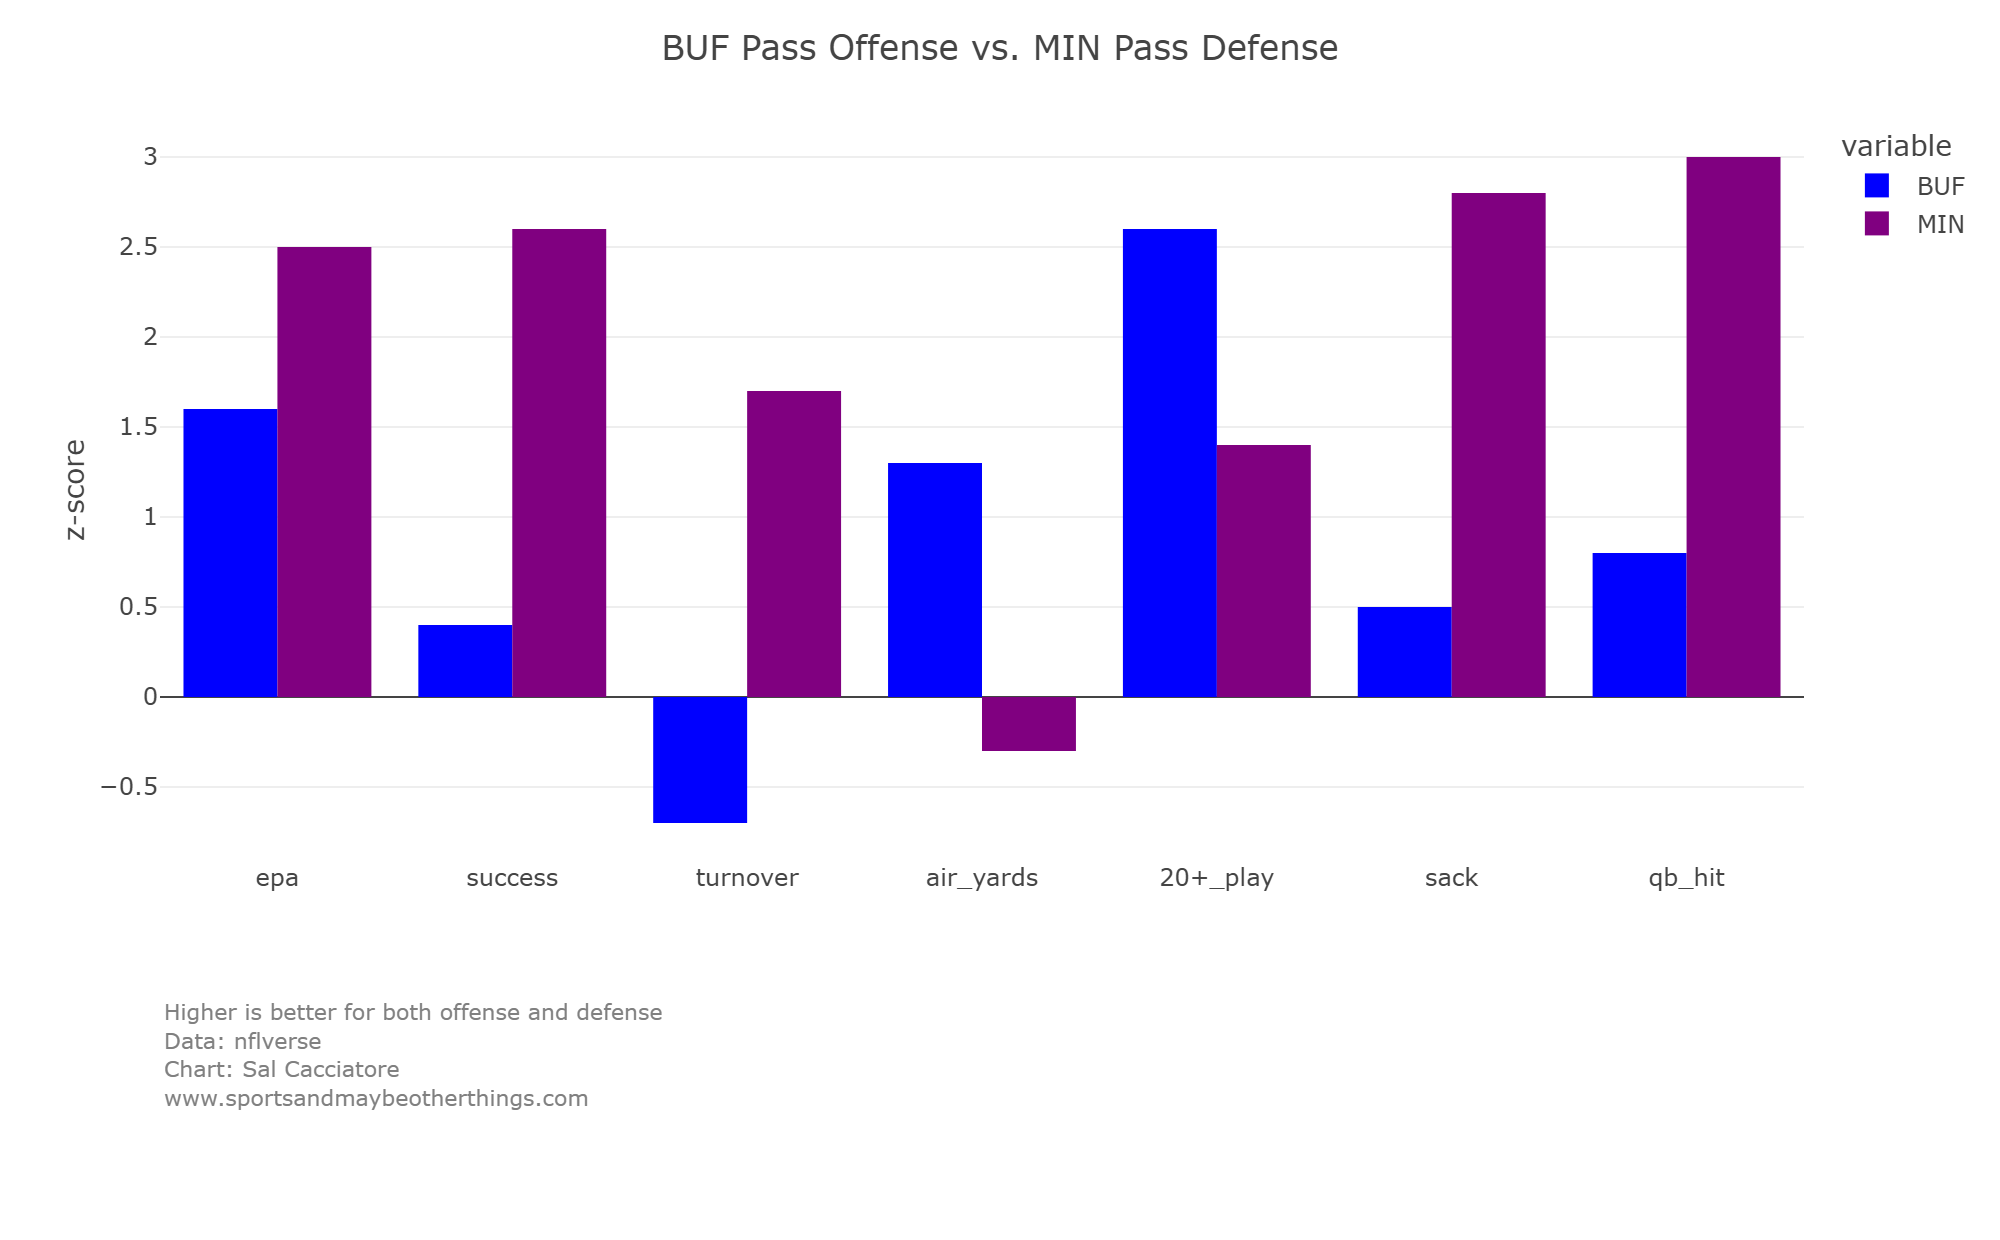 BUF Pass Offense vs. MIN Pass Defense
variable
BUF
MIN
z-score
3
2.5
2
1.5
1
0.5
0
−0.5
epa
success
turnover
air_yards
20+_play
sack
qb_hit
Higher is better for both offense and defense
Data: nflverse
Chart: Sal Cacciatore
www.sportsandmaybeotherthings.com